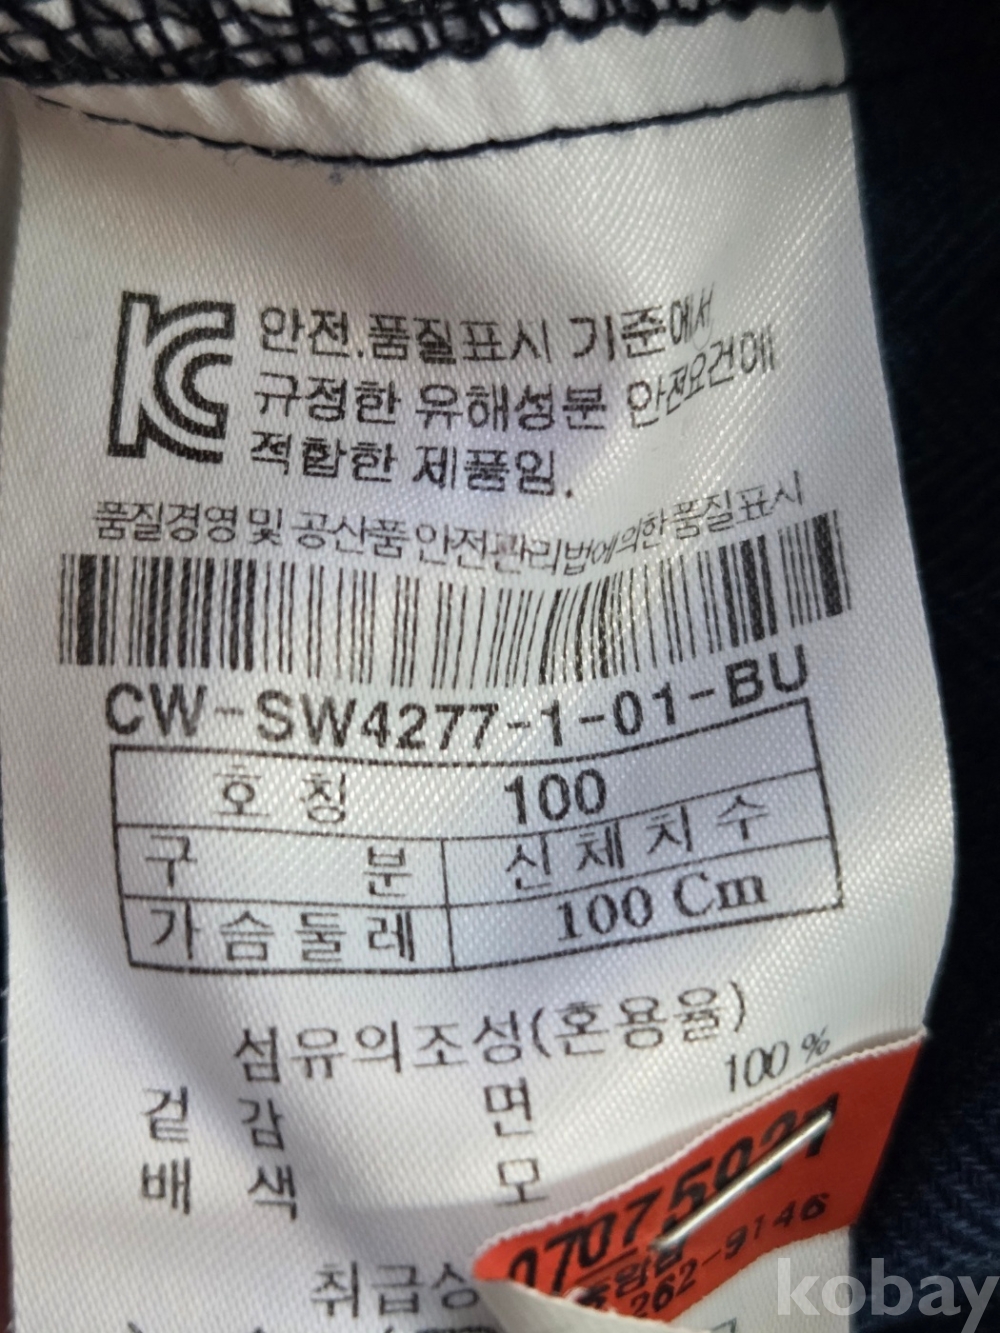 KC 안전.품질표시 기준에서
규정한 유해성분 안전요건에
적합한 제품임.
품질경영 및 공산품안전관리법에의한품질표시
CW-SW4277-1-01-BU
호 칭 100
구 분 신 체 치 수
가 슴 둘 레 100 Cm
섬유의조성(혼용율)
겉 감 면 100 %
배 색 모
취급상
262-9146
kobay